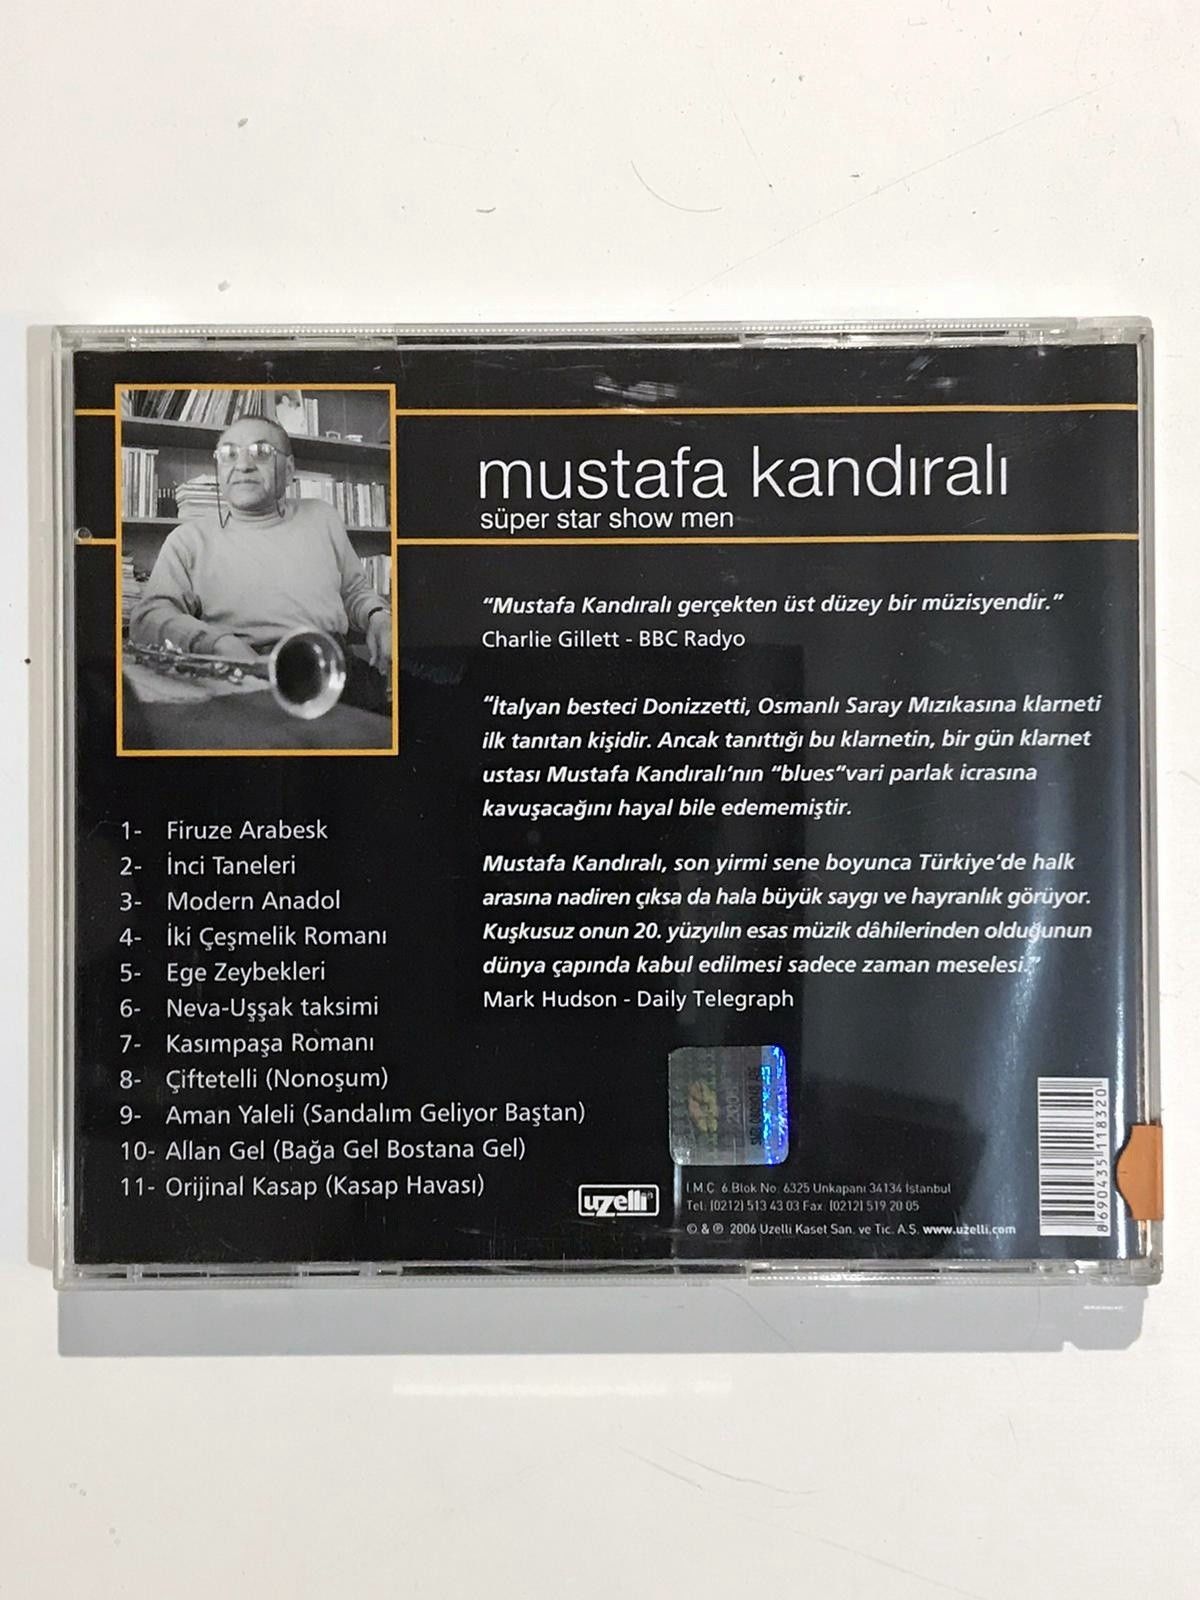 mustafa kandıralı
süper star show men
“Mustafa Kandıralı gerçekten üst düzey bir müzisyendir.”
Charlie Gillett - BBC Radyo
“İtalyan besteci Donizzetti, Osmanlı Saray Mızıkasına klarneti
ilk tanıtan kişidir. Ancak tanıttığı bu klarnetin, bir gün klarnet
ustası Mustafa Kandıralı’nın “blues”vari parlak icrasına
kavuşacağını hayal bile edememiştir.
Mustafa Kandıralı, son yirmi sene boyunca Türkiye’de halk
arasına nadiren çıksa da hala büyük saygı ve hayranlık görüyor.
Kuşkusuz onun 20. yüzyılın esas müzik dâhilerinden olduğunun
dünya çapında kabul edilmesi sadece zaman meselesi.”
Mark Hudson - Daily Telegraph
1- Firuze Arabesk
2- İnci Taneleri
3- Modern Anadol
4- İki Çeşmelik Romanı
5- Ege Zeybekleri
6- Neva-Uşşak taksimi
7- Kasımpaşa Romanı
8- Çiftetelli (Nonoşum)
9- Aman Yaleli (Sandalım Geliyor Baştan)
10- Allan Gel (Bağa Gel Bostana Gel)
11- Orijinal Kasap (Kasap Havası)
uzelli
İ.M.Ç. 6.Blok No: 6325 Unkapanı 34134 İstanbul
Tel: (0212) 513 43 03 Fax: (0212) 519 20 05
© & ℗ 2006 Uzelli Kaset San. ve Tic. A.Ş. www.uzelli.com
8690435118320